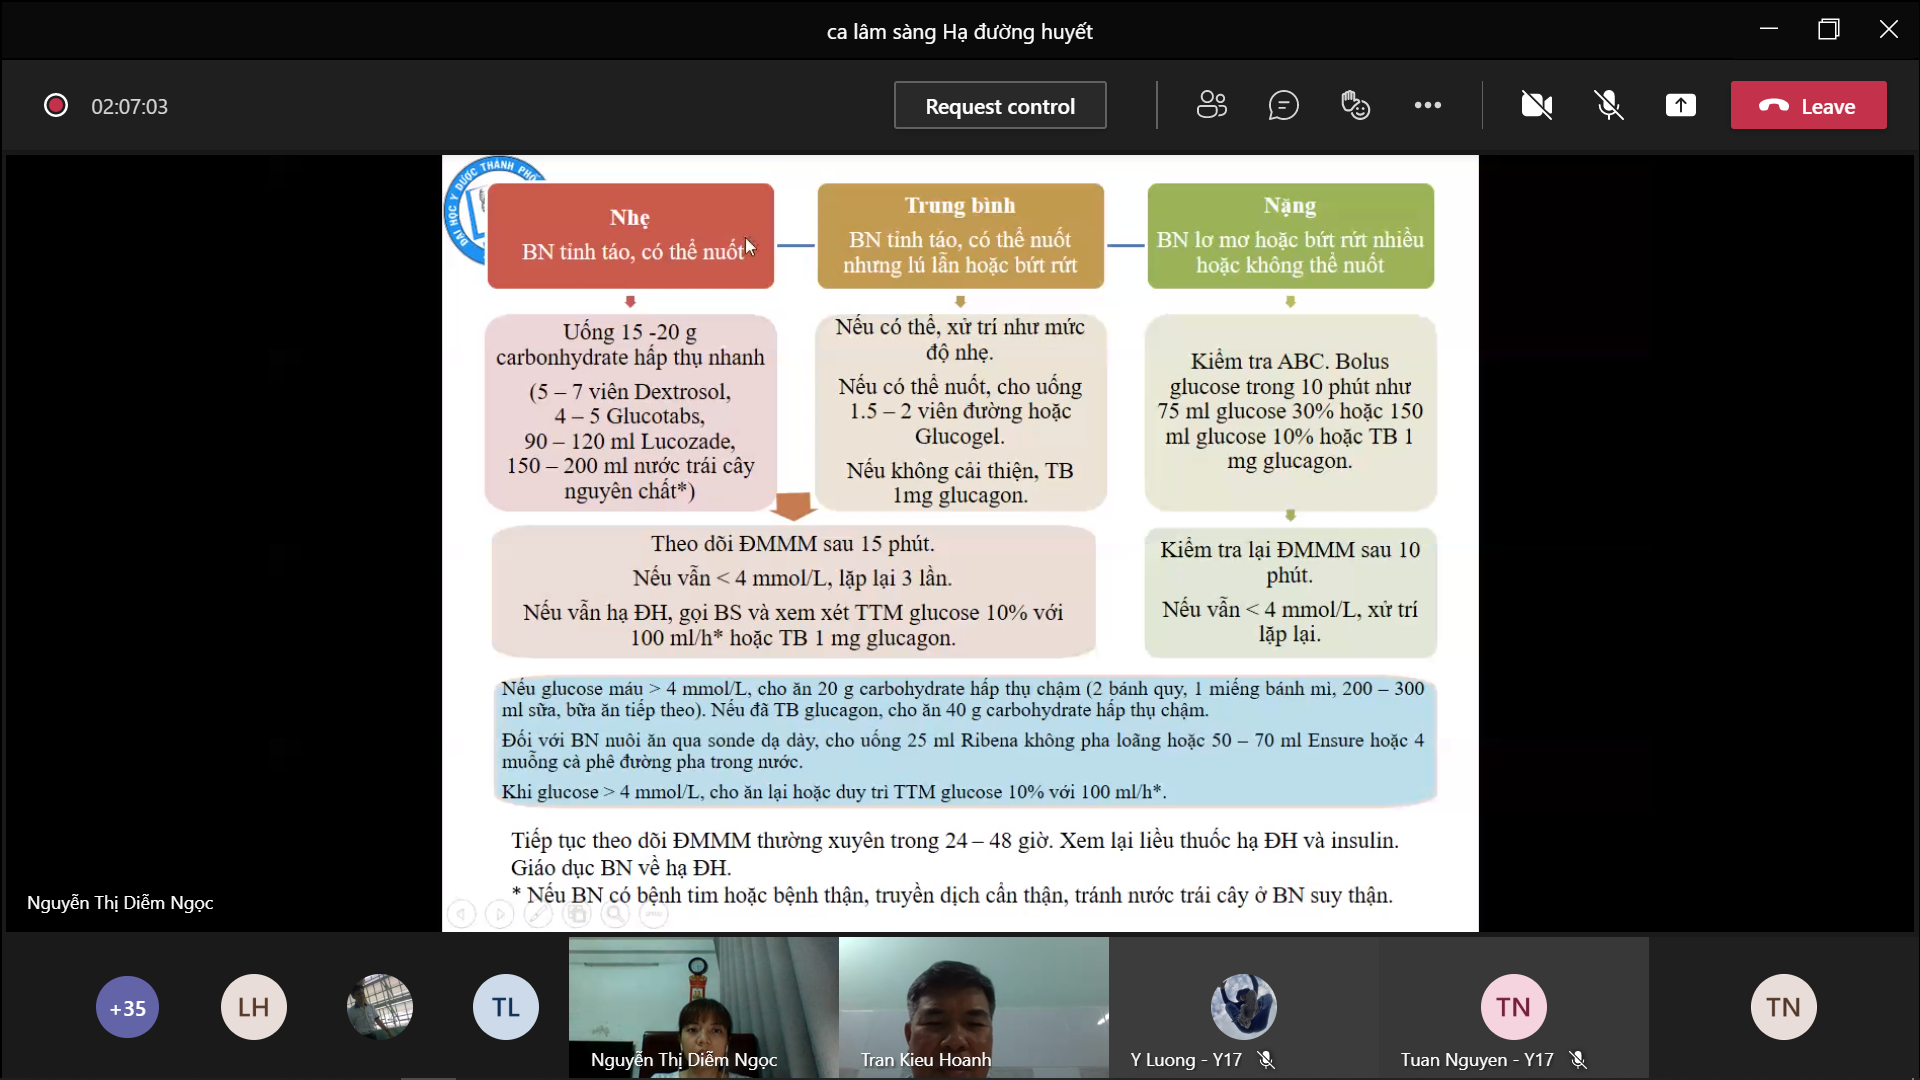 ca lâm sàng Hạ đường huyết
02:07:03
Request control
Leave
ĐẠI HỌC Y DƯỢC THÀNH PHỐ
Nhẹ
BN tỉnh táo, có thể nuốt
Trung bình
BN tỉnh táo, có thể nuốt
nhưng lú lẫn hoặc bứt rứt
Nặng
BN lơ mơ hoặc bứt rứt nhiều
hoặc không thể nuốt
Uống 15 -20 g
carbonhydrate hấp thụ nhanh
(5 – 7 viên Dextrosol,
4 – 5 Glucotabs,
90 – 120 ml Lucozade,
150 – 200 ml nước trái cây
nguyên chất*)
Nếu có thể, xử trí như mức
độ nhẹ.
Nếu có thể nuốt, cho uống
1.5 – 2 viên đường hoặc
Glucogel.
Nếu không cải thiện, TB
1mg glucagon.
Kiểm tra ABC. Bolus
glucose trong 10 phút như
75 ml glucose 30% hoặc 150
ml glucose 10% hoặc TB 1
mg glucagon.
Theo dõi ĐMMM sau 15 phút.
Nếu vẫn < 4 mmol/L, lặp lại 3 lần.
Nếu vẫn hạ ĐH, gọi BS và xem xét TTM glucose 10% với
100 ml/h* hoặc TB 1 mg glucagon.
Kiểm tra lại ĐMMM sau 10
phút.
Nếu vẫn < 4 mmol/L, xử trí
lặp lại.
Nếu glucose máu > 4 mmol/L, cho ăn 20 g carbohydrate hấp thụ chậm (2 bánh quy, 1 miếng bánh mì, 200 – 300
ml sữa, bữa ăn tiếp theo). Nếu đã TB glucagon, cho ăn 40 g carbohydrate hấp thụ chậm.
Đối với BN nuôi ăn qua sonde dạ dày, cho uống 25 ml Ribena không pha loãng hoặc 50 – 70 ml Ensure hoặc 4
muỗng cà phê đường pha trong nước.
Khi glucose > 4 mmol/L, cho ăn lại hoặc duy trì TTM glucose 10% với 100 ml/h*.
Tiếp tục theo dõi ĐMMM thường xuyên trong 24 – 48 giờ. Xem lại liều thuốc hạ ĐH và insulin.
Giáo dục BN về hạ ĐH.
* Nếu BN có bệnh tim hoặc bệnh thận, truyền dịch cẩn thận, tránh nước trái cây ở BN suy thận.
Nguyễn Thị Diễm Ngọc
+35
LH
TL
Nguyễn Thị Diễm Ngọc
Tran Kieu Hoanh
Y Luong - Y17
TN
Tuan Nguyen - Y17
TN